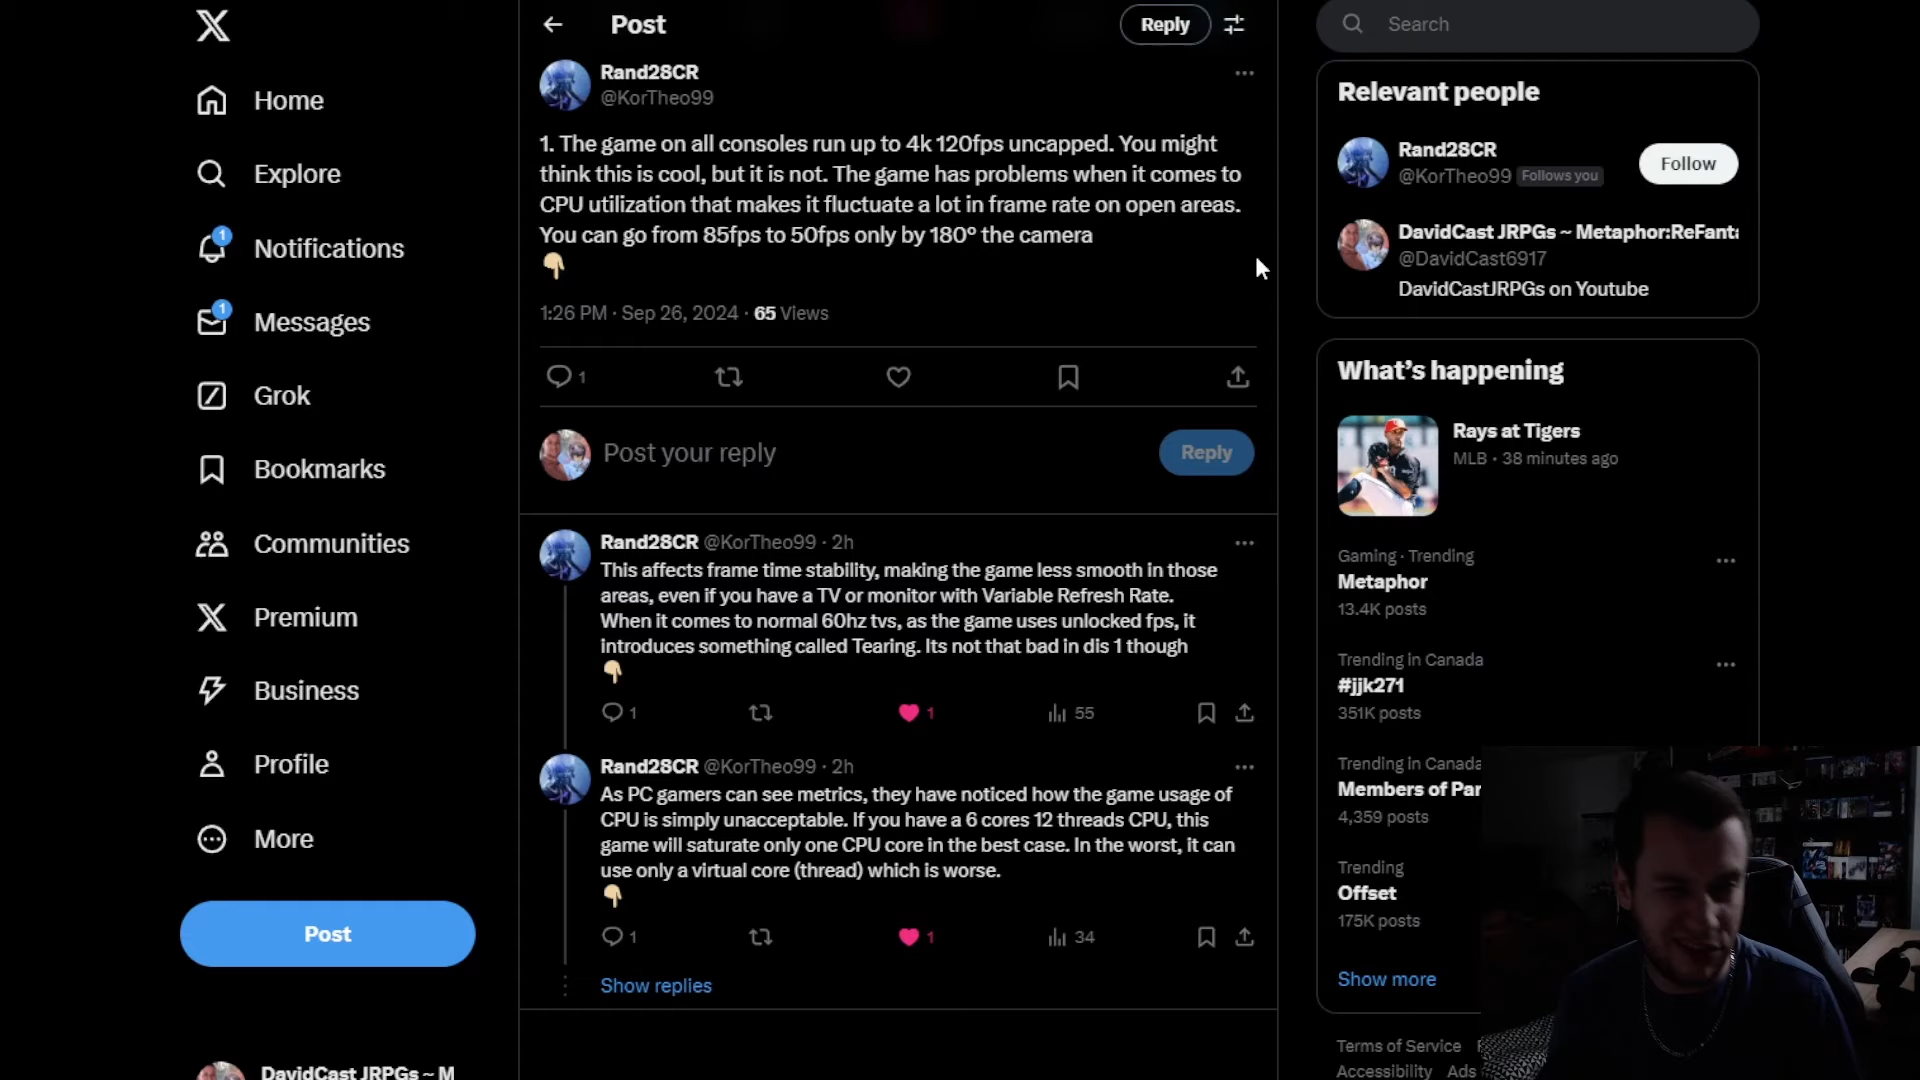 Post
Reply
Search
Home
Explore
1
Notifications
1
Messages
Grok
Bookmarks
Communities
Premium
Business
Profile
More
Post
DavidCast JRPGs ~ M
Rand28CR
@KorTheo99
1. The game on all consoles run up to 4k 120fps uncapped. You might
think this is cool, but it is not. The game has problems when it comes to
CPU utilization that makes it fluctuate a lot in frame rate on open areas.
You can go from 85fps to 50fps only by 180º the camera
1:26 PM · Sep 26, 2024 · 65 Views
1
Post your reply
Reply
Rand28CR @KorTheo99 · 2h
This affects frame time stability, making the game less smooth in those
areas, even if you have a TV or monitor with Variable Refresh Rate.
When it comes to normal 60hz tvs, as the game uses unlocked fps, it
introduces something called Tearing. Its not that bad in dis 1 though
1 1 55
Rand28CR @KorTheo99 · 2h
As PC gamers can see metrics, they have noticed how the game usage of
CPU is simply unacceptable. If you have a 6 cores 12 threads CPU, this
game will saturate only one CPU core in the best case. In the worst, it can
use only a virtual core (thread) which is worse.
1 1 34
Show replies
Relevant people
Rand28CR
@KorTheo99 Follows you
Follow
DavidCast JRPGs ~ Metaphor:ReFanta
@DavidCast6917
DavidCastJRPGs on Youtube
What's happening
Rays at Tigers
MLB · 38 minutes ago
Gaming · Trending
Metaphor
13.4K posts
Trending in Canada
#jjk271
351K posts
Trending in Canada
Members of Par
4,359 posts
Trending
Offset
175K posts
Show more
Terms of Service
Accessibility Ads